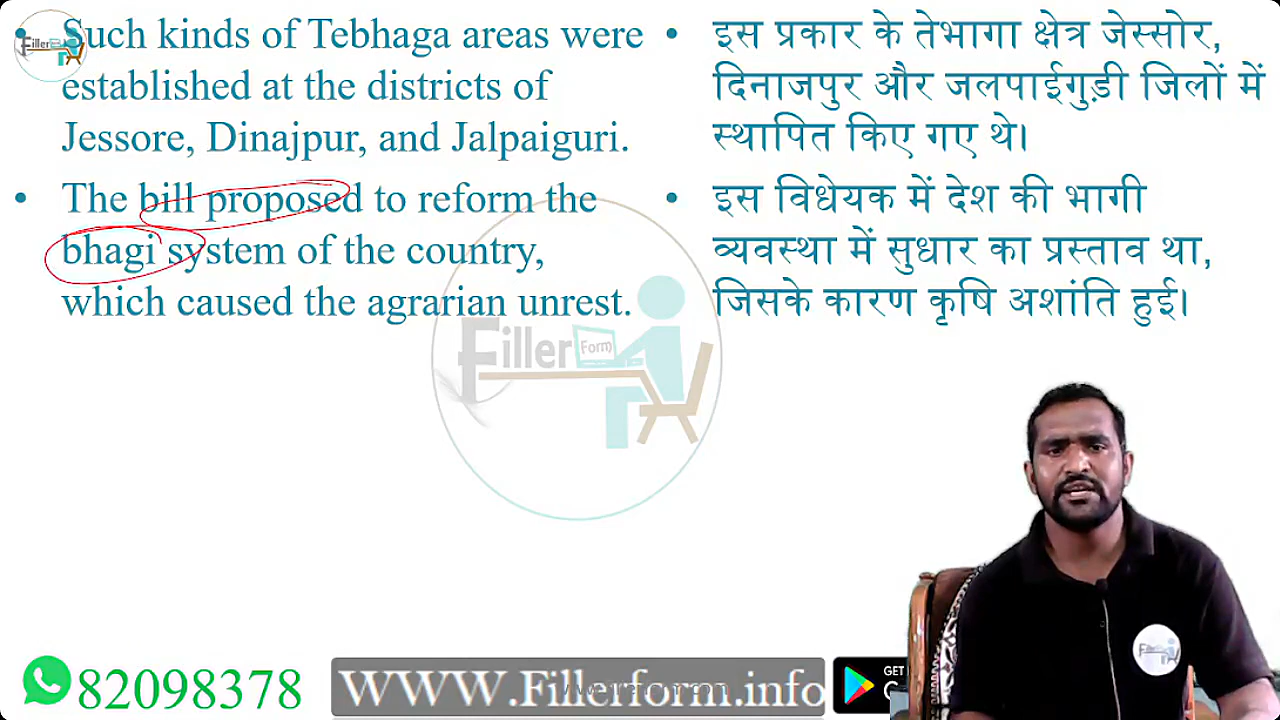 Such kinds of Tebhaga areas were
established at the districts of
Jessore, Dinajpur, and Jalpaiguri.
The bill proposed to reform the
bhagi system of the country,
which caused the agrarian unrest.
इस प्रकार के तेभागा क्षेत्र जेस्सोर,
दिनाजपुर और जलपाईगुड़ी जिलों में
स्थापित किए गए थे।
इस विधेयक में देश की भागी
व्यवस्था में सुधार का प्रस्ताव था,
जिसके कारण कृषि अशांति हुई।
Filler Form
82098378
WWW.Fillerform.info
GET